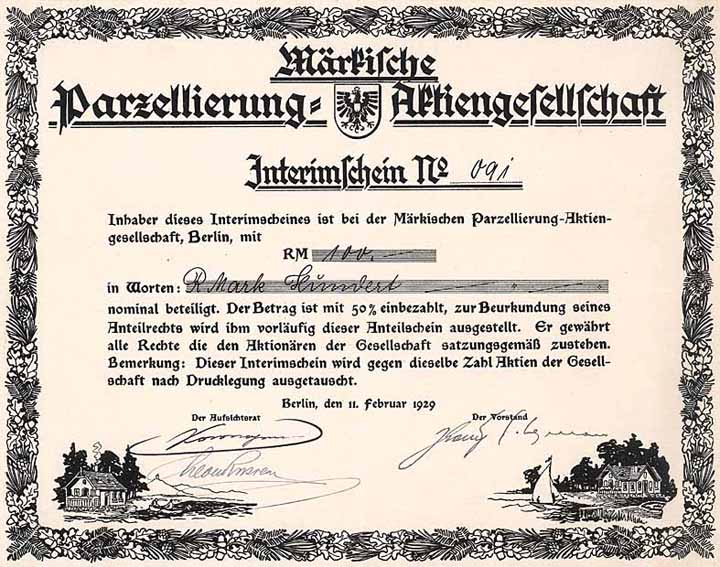 Märkische
Parzellierung-Aktiengesellschaft
Interimschein No 091
Inhaber dieses Interimscheines ist bei der Märkischen Parzellierung-Aktien-
gesellschaft, Berlin, mit
RM 100.
in Worten: R Mark Hundert
nominal beteiligt. Der Betrag ist mit 50% einbezahlt, zur Beurkundung seines
Anteilrechts wird ihm vorläufig dieser Anteilschein ausgestellt. Er gewährt
alle Rechte die den Aktionären der Gesellschaft satzungsgemäß zustehen.
Bemerkung: Dieser Interimschein wird gegen dieselbe Zahl Aktien der Gesell-
schaft nach Drucklegung ausgetauscht.
Berlin, den 11. Februar 1929
Der Aufsichtsrat Der Vorstand